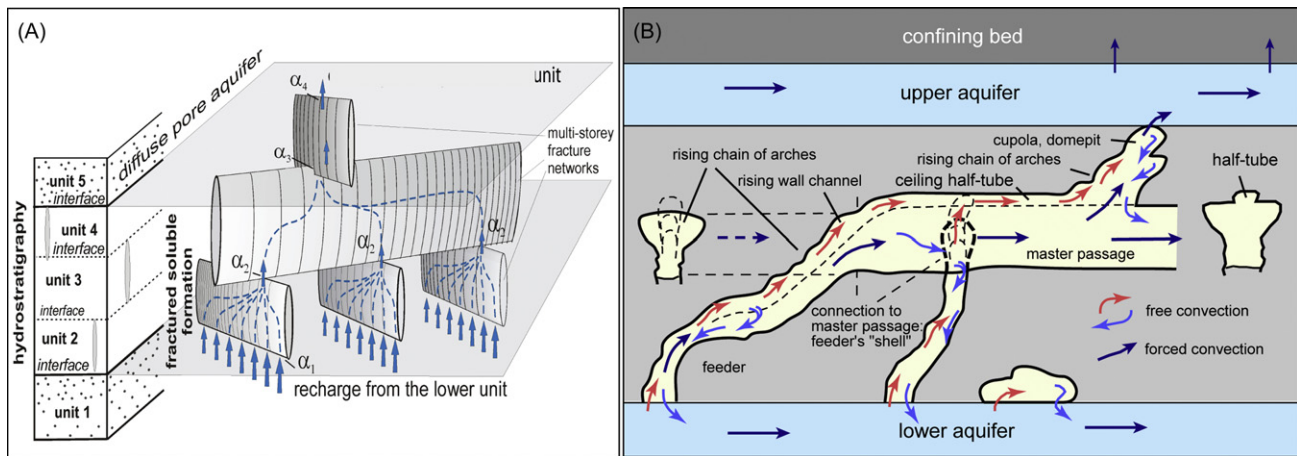 (A)
unit
diffuse pore aquifer
α4
α3
multi-storey
fracture
networks
unit 5
interface
unit 4
interface
unit 3
interface
unit 2
interface
unit 1
hydrostratigraphy
fractured soluble
formation
α2
α2
α2
α1
recharge from the lower unit
(B)
confining bed
upper aquifer
cupola, domepit
rising chain of arches
rising chain of arches
half-tube
rising wall channel
ceiling half-tube
master passage
connection to
master passage:
feeder's "shell"
free convection
feeder
forced convection
lower aquifer